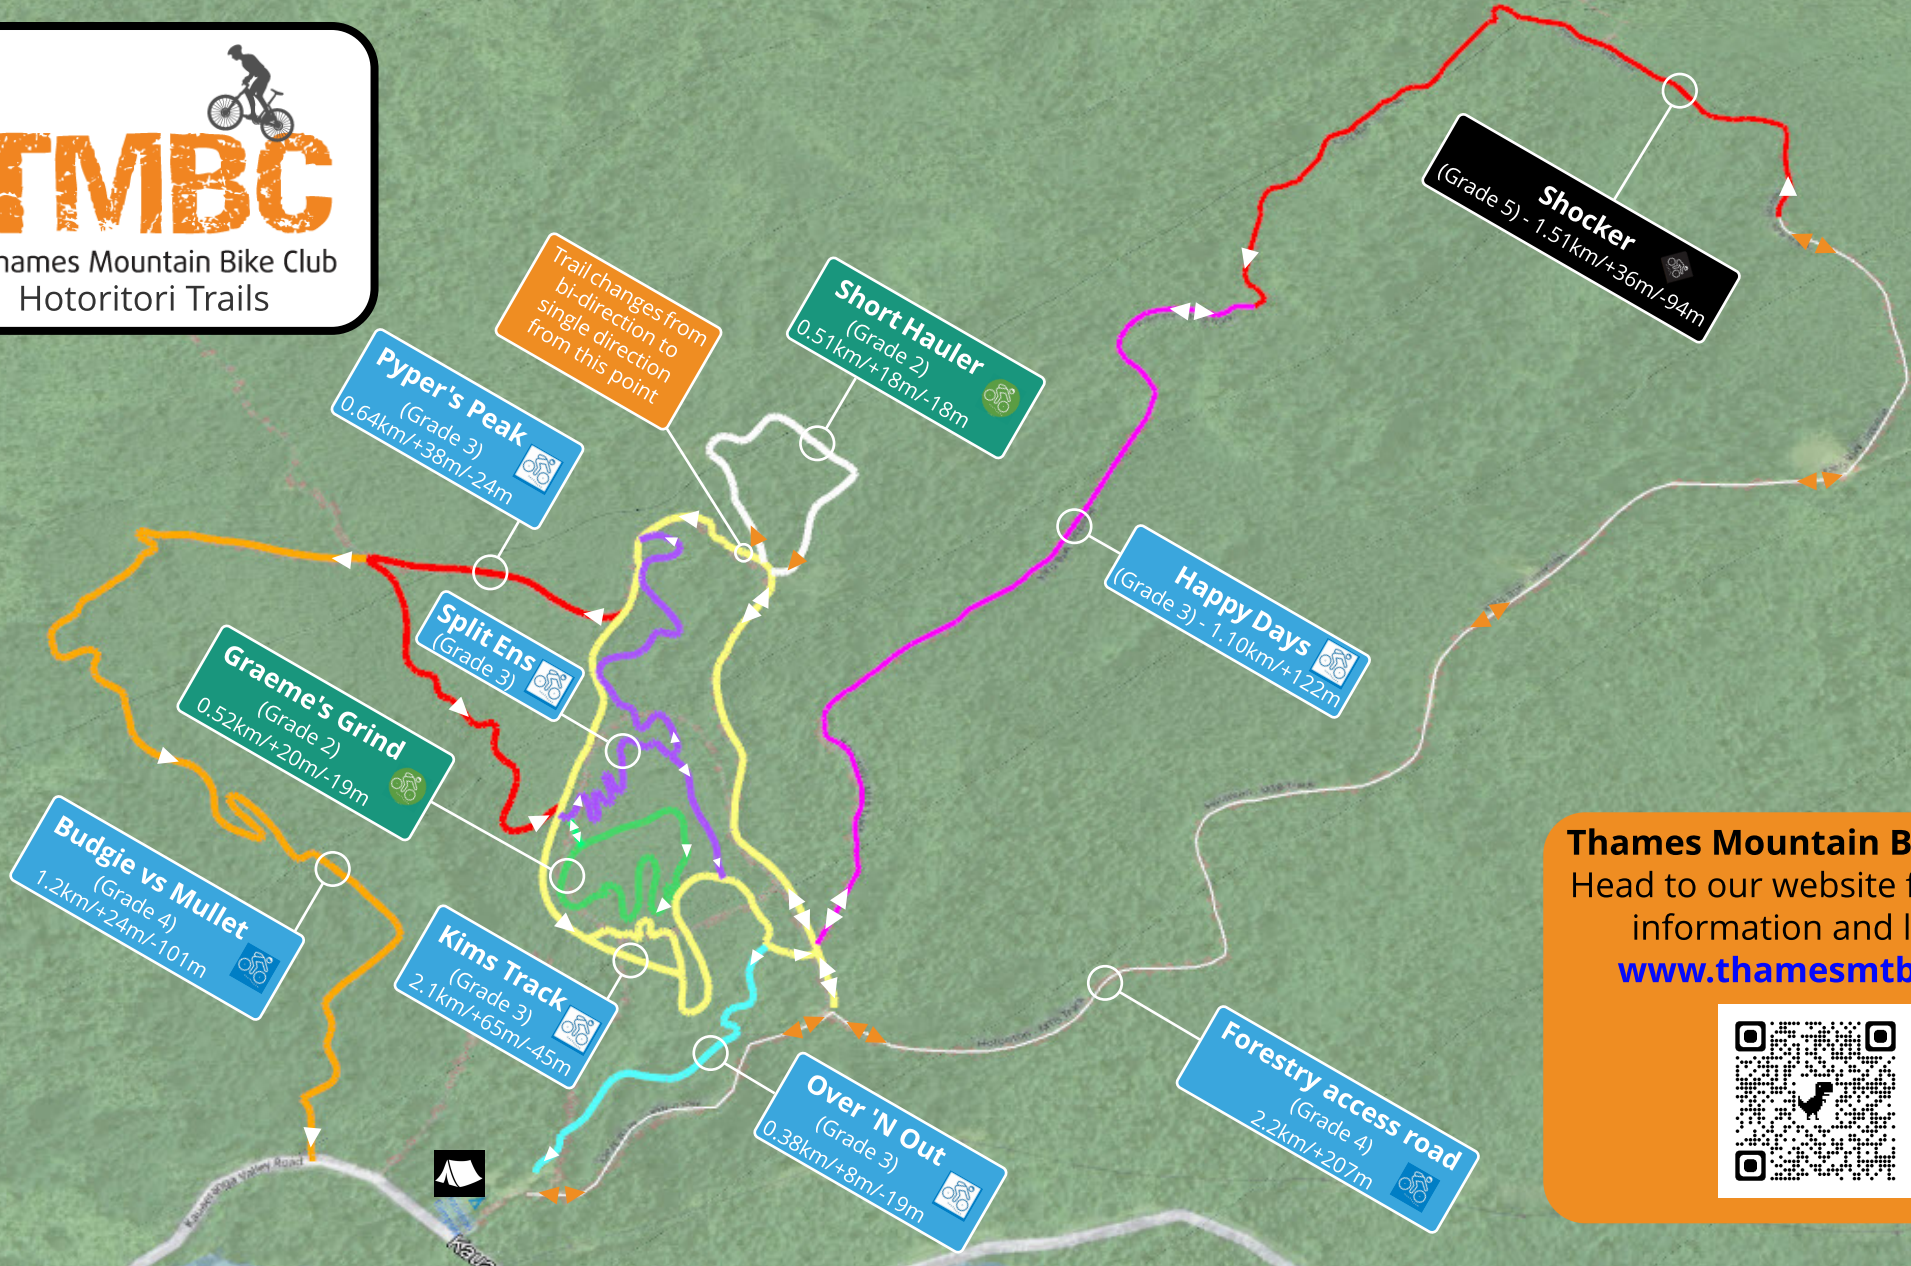 TMBC
hames Mountain Bike Club
Hotoritori Trails
Trail changes from
bi-direction to
single direction
from this point
Short Hauler
(Grade 2)
0.51km/+18m/-18m
Shocker
(Grade 5) - 1.51km/+36m/-94m
Pyper's Peak
(Grade 3)
0.64km/+38m/-24m
Split Ens
(Grade 3)
Happy Days
(Grade 3) - 1.10km/+122m
Graeme's Grind
(Grade 2)
0.52km/+20m/-19m
Budgie vs Mullet
(Grade 4)
1.2km/+24m/-101m
Kims Track
(Grade 3)
2.1km/+65m/-45m
Over 'N Out
(Grade 3)
0.38km/+8m/-19m
Forestry access road
(Grade 4)
2.2km/+207m
Thames Mountain B
Head to our website f
information and l
www.thamesmtb
Kauaeranga Valley Road
Kaua